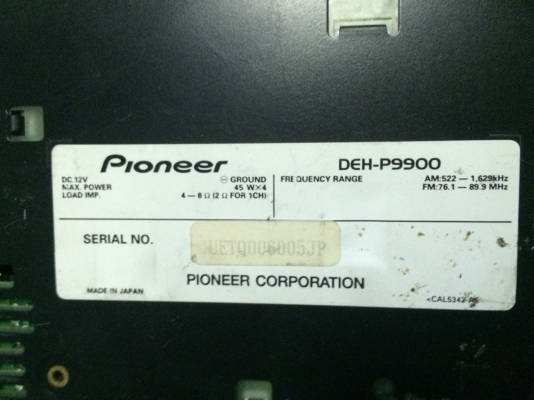 Pioneer DEH-P9900
DC 12V ⊖ GROUND
MAX. POWER 45 W×4
LOAD IMP. 4 — 8 Ω (2 Ω FOR 1CH)
FREQUENCY RANGE AM:522 — 1,629kHz
FM:76.1 — 89.9 MHz
SERIAL NO. UETO006005JP
PIONEER CORPORATION
MADE IN JAPAN